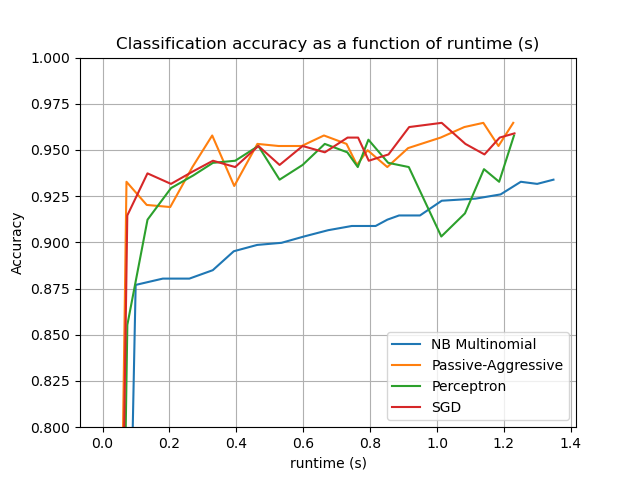 Classification accuracy as a function of runtime (s)
1.000
0.975
0.950
0.925
0.900
0.875
0.850
0.825
0.800
Accuracy
NB Multinomial
Passive-Aggressive
Perceptron
SGD
0.0 0.2 0.4 0.6 0.8 1.0 1.2 1.4
runtime (s)